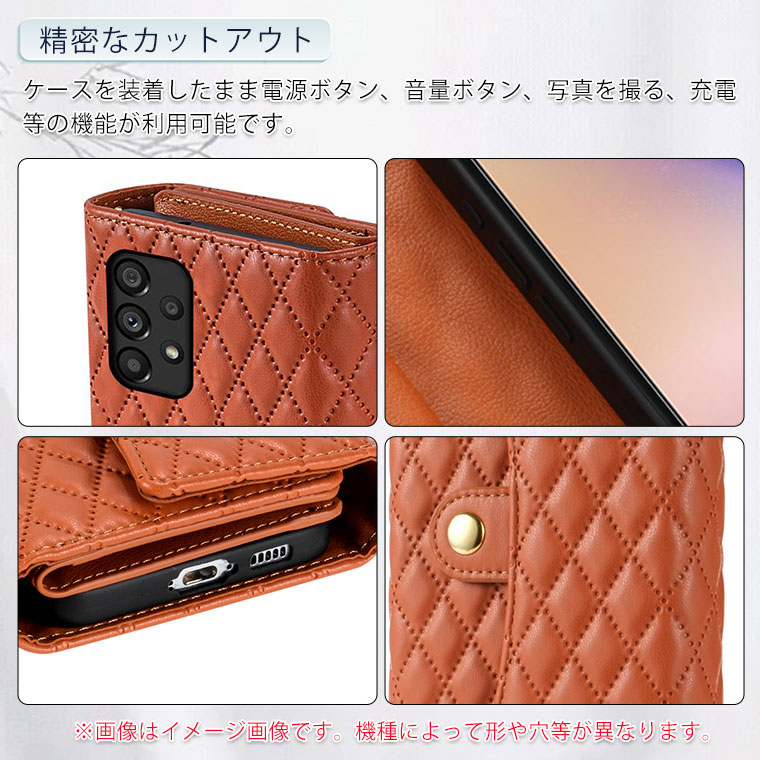 精密なカットアウト
ケースを装着したまま電源ボタン、音量ボタン、写真を撮る、充電
等の機能が利用可能です。
※画像はイメージ画像です。機種によって形や穴等が異なります。